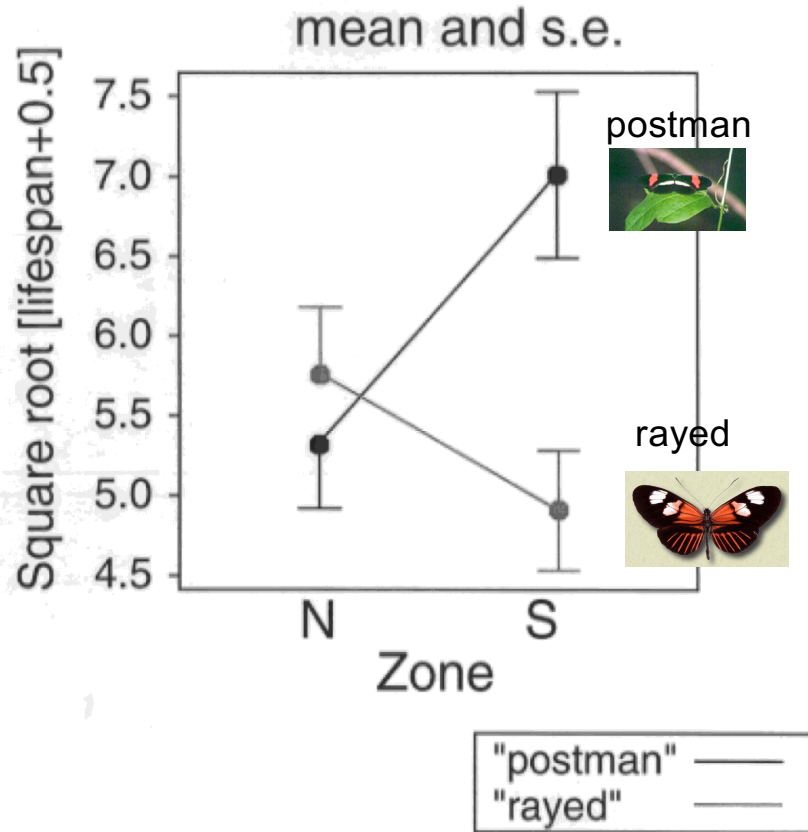 mean and s.e.
Square root [lifespan+0.5]
7.5
7.0
6.5
6.0
5.5
5.0
4.5
postman
rayed
N
S
Zone
"postman"
"rayed"